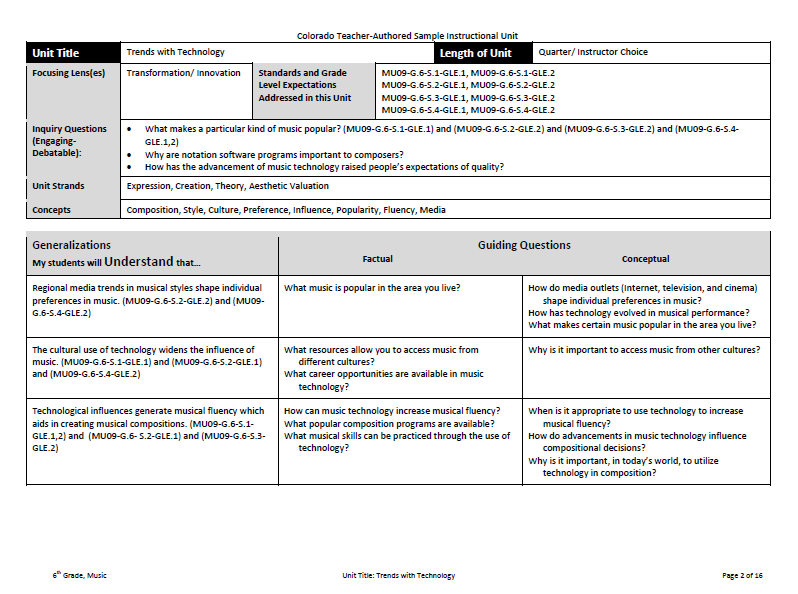 Colorado Teacher-Authored Sample Instructional Unit
Unit Title
Trends with Technology
Length of Unit
Quarter/ Instructor Choice
Focusing Lens(es)
Transformation/ Innovation
Standards and Grade
Level Expectations
Addressed in this Unit
MU09-G.6-S.1-GLE.1, MU09-G.6-S.1-GLE.2
MU09-G.6-S.2-GLE.1, MU09-G.6-S.2-GLE.2
MU09-G.6-S.3-GLE.1, MU09-G.6-S.3-GLE.2
MU09-G.6-S.4-GLE.1, MU09-G.6-S.4-GLE.2
Inquiry Questions
(Engaging-
Debatable):
• What makes a particular kind of music popular? (MU09-G.6-S.1-GLE.1) and (MU09-G.6-S.2-GLE.2) and (MU09-G.6-S.3-GLE.2) and (MU09-G.6-S.4-
GLE.1,2)
• Why are notation software programs important to composers?
• How has the advancement of music technology raised people's expectations of quality?
Unit Strands
Expression, Creation, Theory, Aesthetic Valuation
Concepts
Composition, Style, Culture, Preference, Influence, Popularity, Fluency, Media
Generalizations
My students will Understand that…
Guiding Questions
Factual
Conceptual
Regional media trends in musical styles shape individual
preferences in music. (MU09-G.6-S.2-GLE.2) and (MU09-
G.6-S.4-GLE.2)
What music is popular in the area you live?
How do media outlets (Internet, television, and cinema)
shape individual preferences in music?
How has technology evolved in musical performance?
What makes certain music popular in the area you live?
The cultural use of technology widens the influence of
music. (MU09-G.6-S.1-GLE.1) and (MU09-G.6-S.2-GLE.1)
and (MU09-G.6-S.4-GLE.2)
What resources allow you to access music from
different cultures?
What career opportunities are available in music
technology?
Why is it important to access music from other cultures?
Technological influences generate musical fluency which
aids in creating musical compositions. (MU09-G.6-S.1-
GLE.1,2) and (MU09-G.6- S.2-GLE.1) and (MU09-G.6-S.3-
GLE.2)
How can music technology increase musical fluency?
What popular composition programs are available?
What musical skills can be practiced through the use of
technology?
When is it appropriate to use technology to increase
musical fluency?
How do advancements in music technology influence
compositional decisions?
Why is it important, in today's world, to utilize
technology in composition?
6th Grade, Music
Unit Title: Trends with Technology
Page 2 of 16